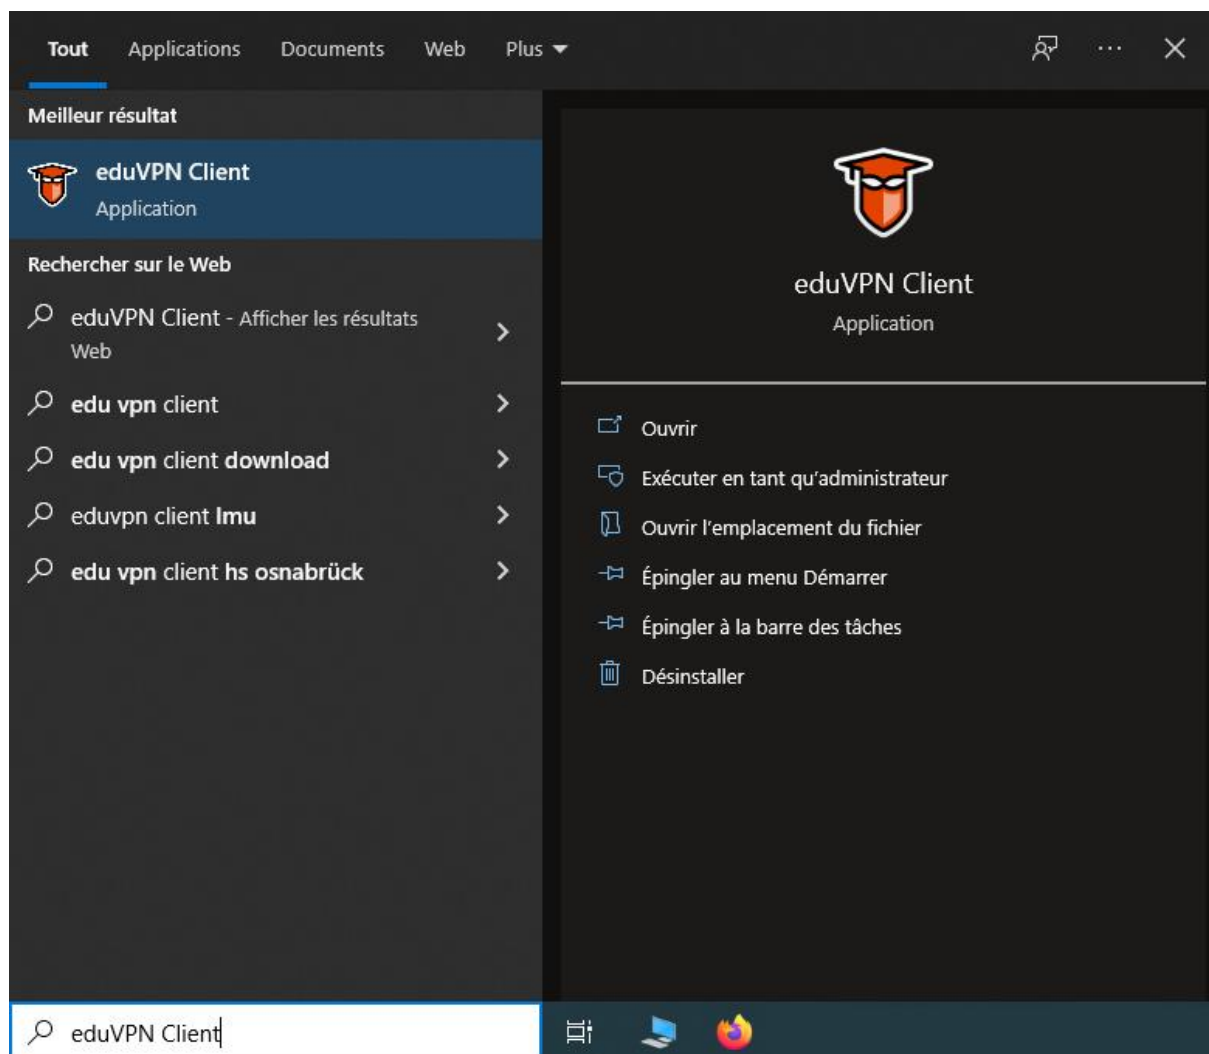 Tout Applications Documents Web Plus
Meilleur résultat
eduVPN Client
Application
Rechercher sur le Web
eduVPN Client - Afficher les résultats
Web
edu vpn client
edu vpn client download
eduvpn client lmu
edu vpn client hs osnabrück
eduVPN Client
Application
Ouvrir
Exécuter en tant qu'administrateur
Ouvrir l'emplacement du fichier
Épingler au menu Démarrer
Épingler à la barre des tâches
Désinstaller
eduVPN Client